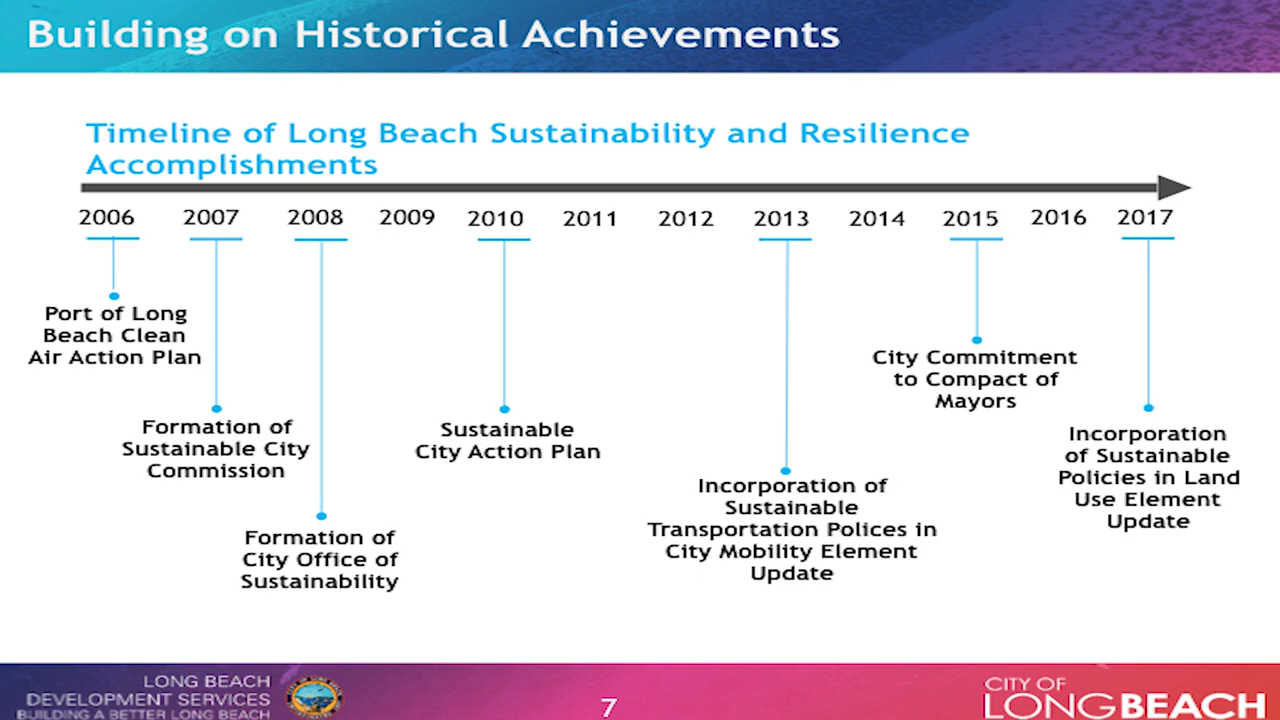 Building on Historical Achievements
Timeline of Long Beach Sustainability and Resilience
Accomplishments
2006 2007 2008 2009 2010 2011 2012 2013 2014 2015 2016 2017
Port of Long
Beach Clean
Air Action Plan
Formation of
Sustainable City
Commission
Formation of
City Office of
Sustainability
Sustainable
City Action Plan
Incorporation of
Sustainable
Transportation Polices in
City Mobility Element
Update
City Commitment
to Compact of
Mayors
Incorporation
of Sustainable
Policies in Land
Use Element
Update
LONG BEACH
DEVELOPMENT SERVICES
BUILDING A BETTER LONG BEACH
7
CITY OF
LONGBEACH